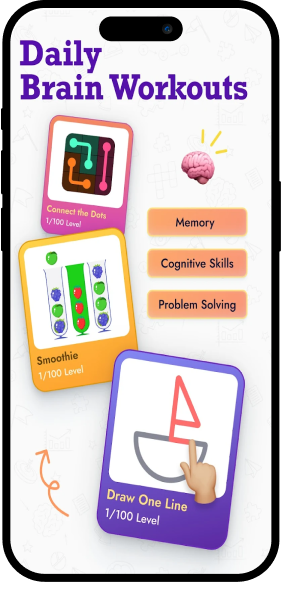 Daily
Brain Workouts
Connect the Dots
1/100 Level
Memory
Cognitive Skills
Problem Solving
Smoothie
1/100 Level
Draw One Line
1/100 Level